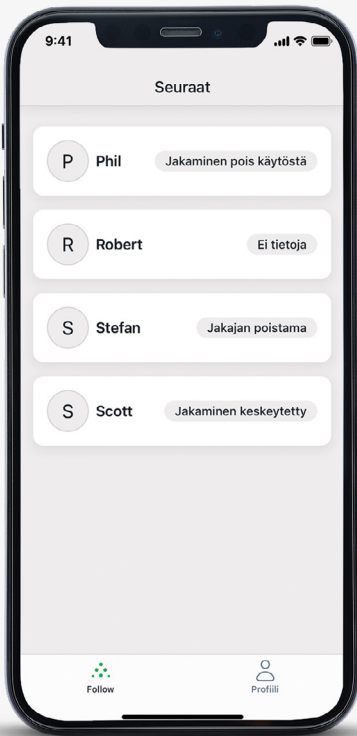 9:41
Seuraat
P Phil Jakaminen pois käytöstä
R Robert Ei tietoja
S Stefan Jakajan poistama
S Scott Jakaminen keskeytetty
Follow Profiili